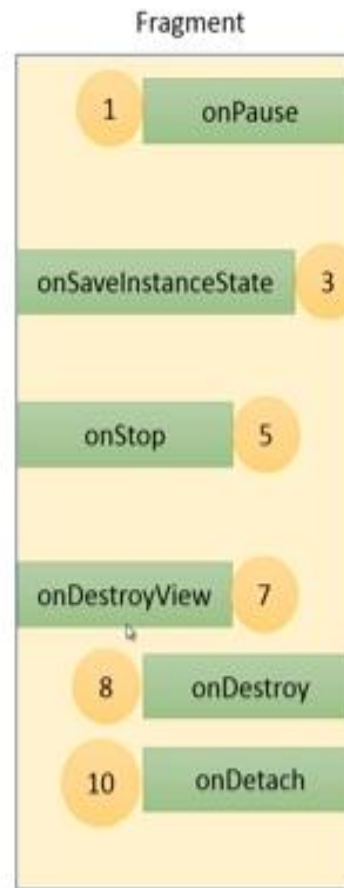 Fragment
1 onPause
onSaveInstanceState 3
onStop 5
onDestroyView 7
8 onDestroy
10 onDetach